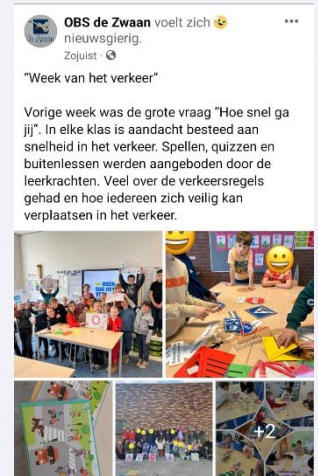 OBS de Zwaan voelt zich 😉
nieuwsgierig.
Zojuist ·
"Week van het verkeer"
Vorige week was de grote vraag "Hoe snel ga
jij". In elke klas is aandacht besteed aan
snelheid in het verkeer. Spellen, quizzen en
buitenlessen werden aangeboden door de
leerkrachten. Veel over de verkeersregels
gehad en hoe iedereen zich veilig kan
verplaatsen in het verkeer.
+2